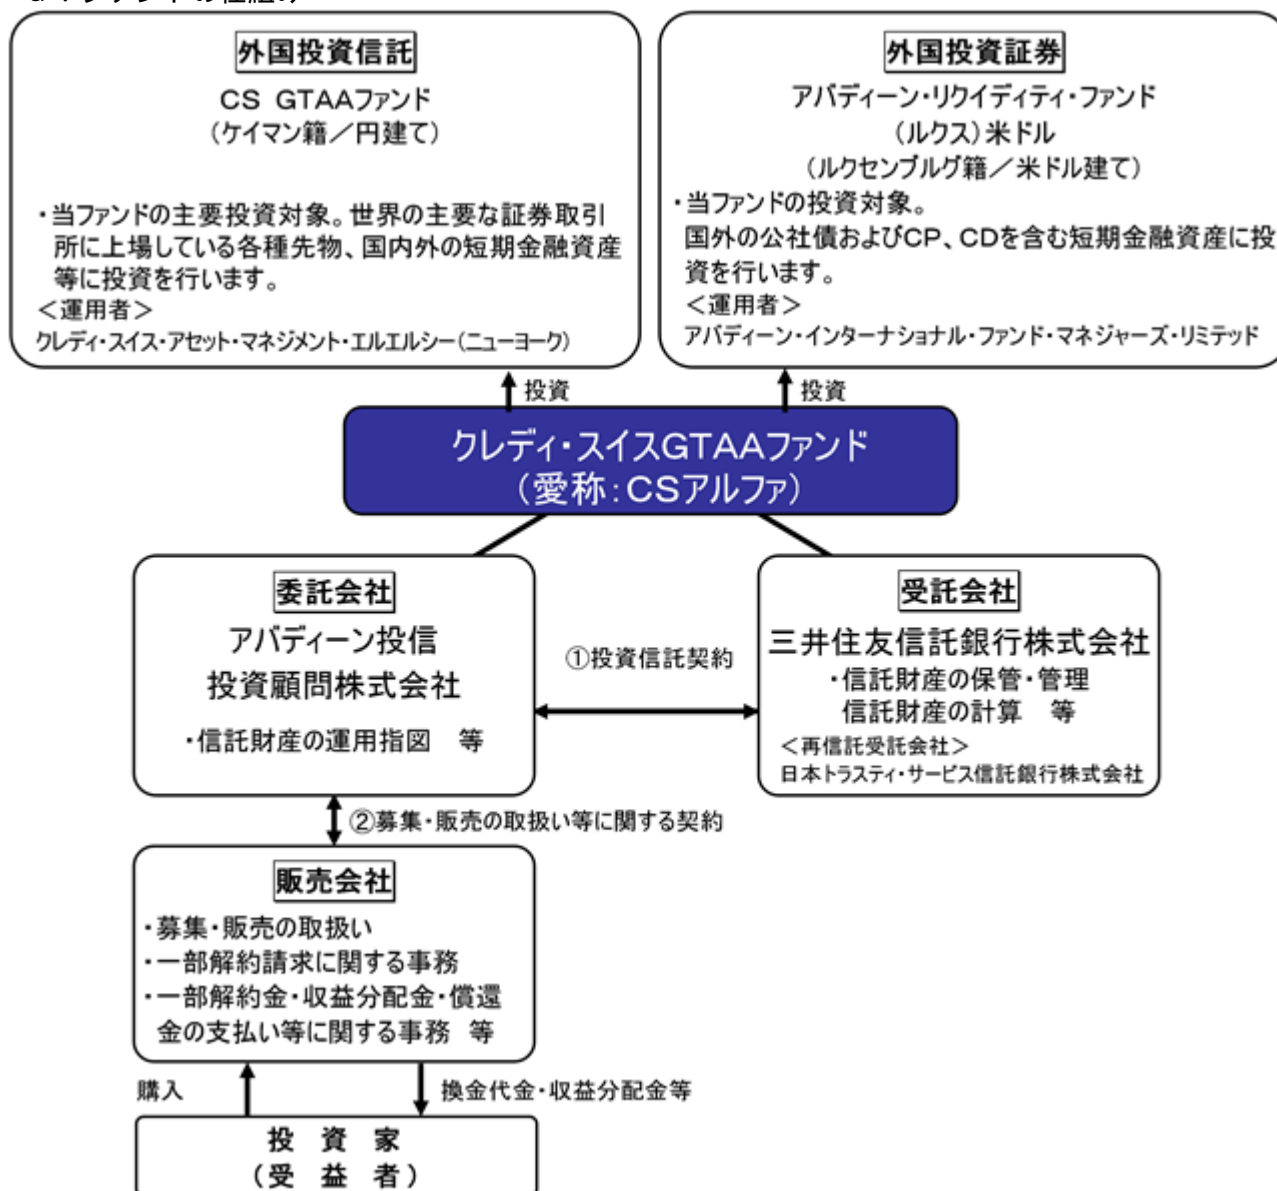 外国投資信託
CS GTAAファンド
(ケイマン籍/円建て)
・当ファンドの主要投資対象。世界の主要な証券取引
所に上場している各種先物、国内外の短期金融資産
等に投資を行います。
<運用者>
クレディ・スイス・アセット・マネジメント・エルエルシー(ニューヨーク)
外国投資証券
アバディーン・リクイディティ・ファンド
(ルクス)米ドル
(ルクセンブルグ籍/米ドル建て)
・当ファンドの投資対象。
国外の公社債およびCP、CDを含む短期金融資産に投
資を行います。
<運用者>
アバディーン・インターナショナル・ファンド・マネジャーズ・リミテッド
投資
投資
クレディ・スイスGTAAファンド
(愛称:CSアルファ)
委託会社
アバディーン投信
投資顧問株式会社
・信託財産の運用指図 等
①投資信託契約
受託会社
三井住友信託銀行株式会社
・信託財産の保管・管理
信託財産の計算 等
<再信託受託会社>
日本トラスティ・サービス信託銀行株式会社
②募集・販売の取扱い等に関する契約
販売会社
・募集・販売の取扱い
・一部解約請求に関する事務
・一部解約金・収益分配金・償還
金の支払い等に関する事務 等
購入
換金代金・収益分配金等
投 資 家
(受 益 者)